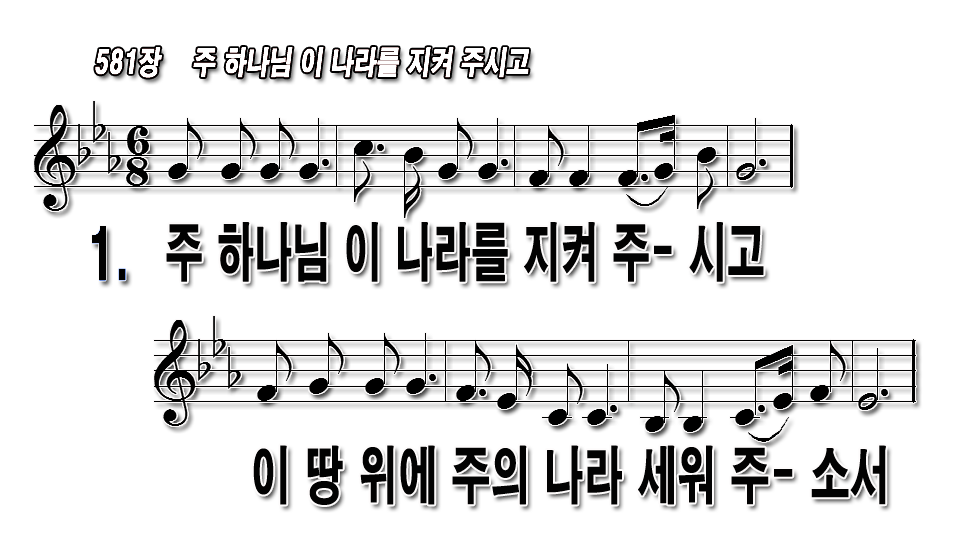 581장 주 하나님 이 나라를 지켜 주시고
6
8
1. 주 하나님 이 나라를 지켜 주- 시고
이 땅 위에 주의 나라 세워 주- 소서